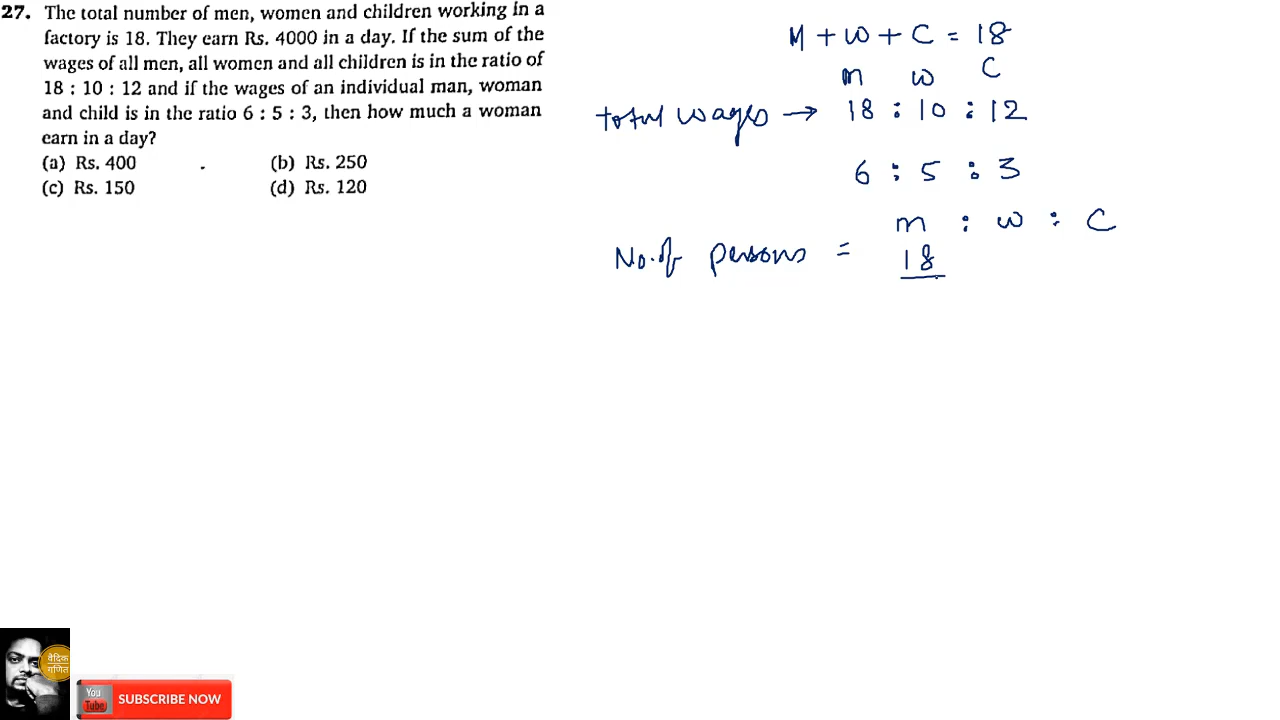 27. The total number of men, women and children working in a
factory is 18. They earn Rs. 4000 in a day. If the sum of the
wages of all men, all women and all children is in the ratio of
18 : 10 : 12 and if the wages of an individual man, woman
and child is in the ratio 6 : 5 : 3, then how much a woman
earn in a day?
(a) Rs. 400 (b) Rs. 250
(c) Rs. 150 (d) Rs. 120
M + W + C = 18
m w C
total wages → 18 : 10 : 12
6 : 5 : 3
m : w : C
No. of persons = 18
वैदिक
गणित
You
Tube
SUBSCRIBE NOW